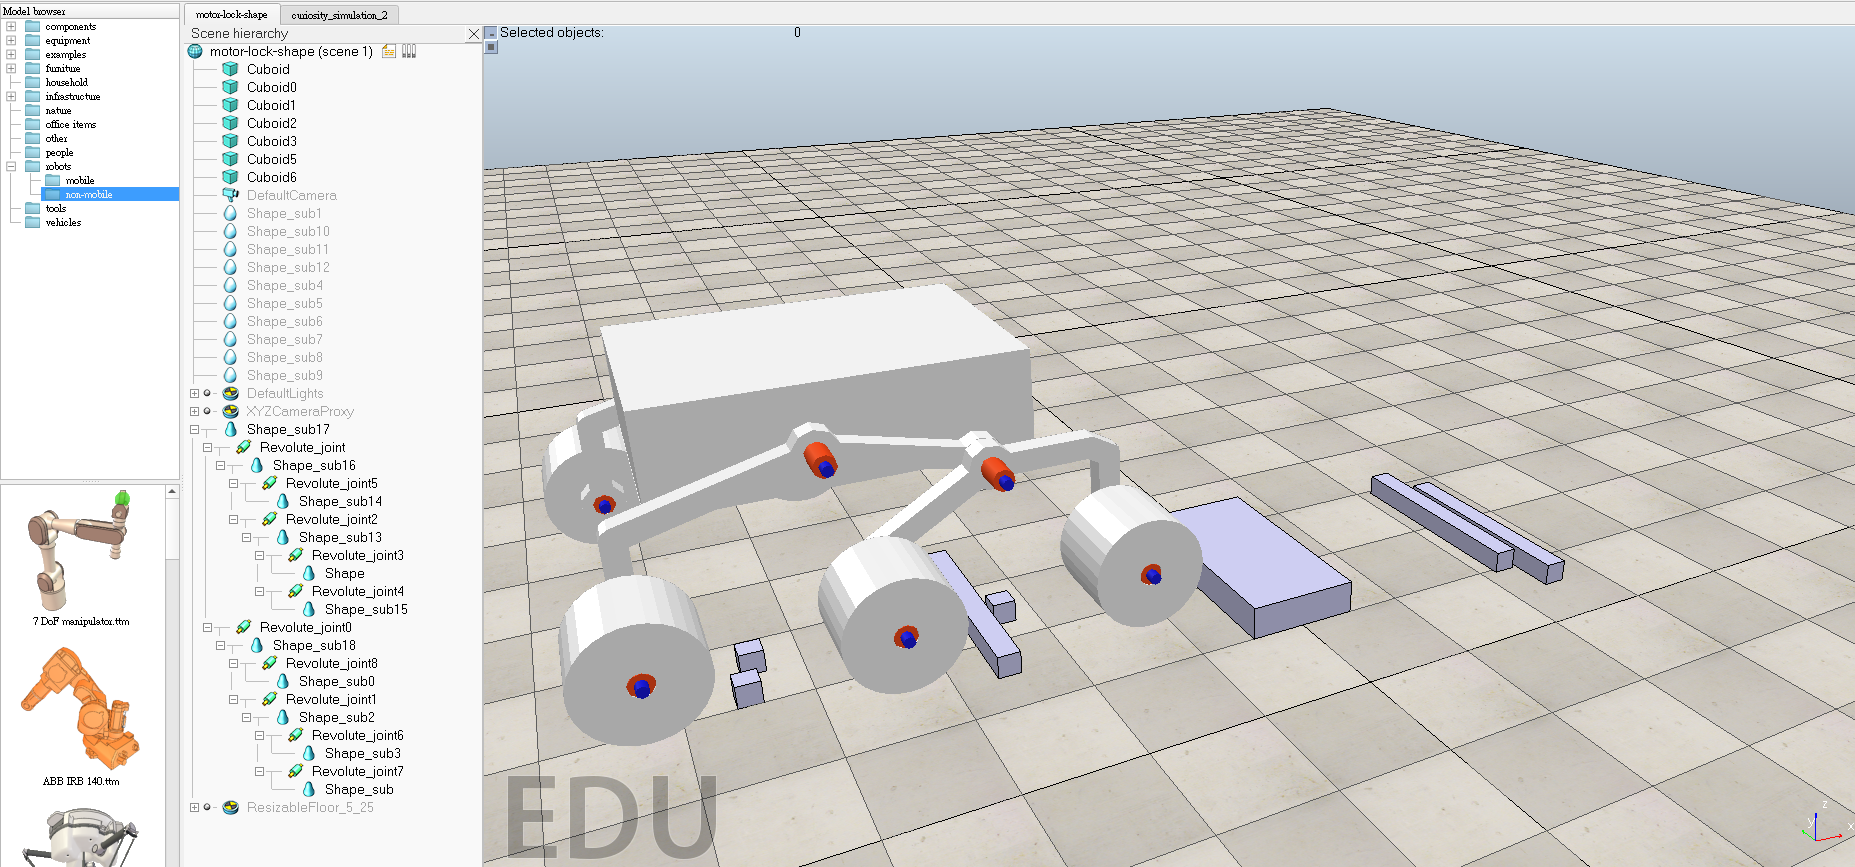 Model browser
components
equipment
examples
furniture
household
infrastructure
nature
office items
other
people
robots
mobile
non-mobile
tools
vehicles
7 DoF manipulator.ttm
ABB IRB 140.ttm
motor-lock-shape
curiosity_simulation_2
Scene hierarchy
motor-lock-shape (scene 1)
Cuboid
Cuboid0
Cuboid1
Cuboid2
Cuboid3
Cuboid5
Cuboid6
DefaultCamera
Shape_sub1
Shape_sub10
Shape_sub11
Shape_sub12
Shape_sub4
Shape_sub5
Shape_sub6
Shape_sub7
Shape_sub8
Shape_sub9
DefaultLights
XYZCameraProxy
Shape_sub17
Revolute_joint
Shape_sub16
Revolute_joint5
Shape_sub14
Revolute_joint2
Shape_sub13
Revolute_joint3
Shape
Revolute_joint4
Shape_sub15
Revolute_joint0
Shape_sub18
Revolute_joint8
Shape_sub0
Revolute_joint1
Shape_sub2
Revolute_joint6
Shape_sub3
Revolute_joint7
Shape_sub
ResizableFloor_5_25
Selected objects: 0
EDU
z
y
x